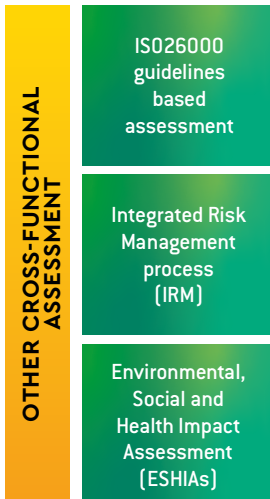 OTHER CROSS-FUNCTIONAL
ASSESSMENT
ISO26000
guidelines
based
assessment
Integrated Risk
Management
process
(IRM)
Environmental,
Social and
Health Impact
Assessment
(ESHIAs)